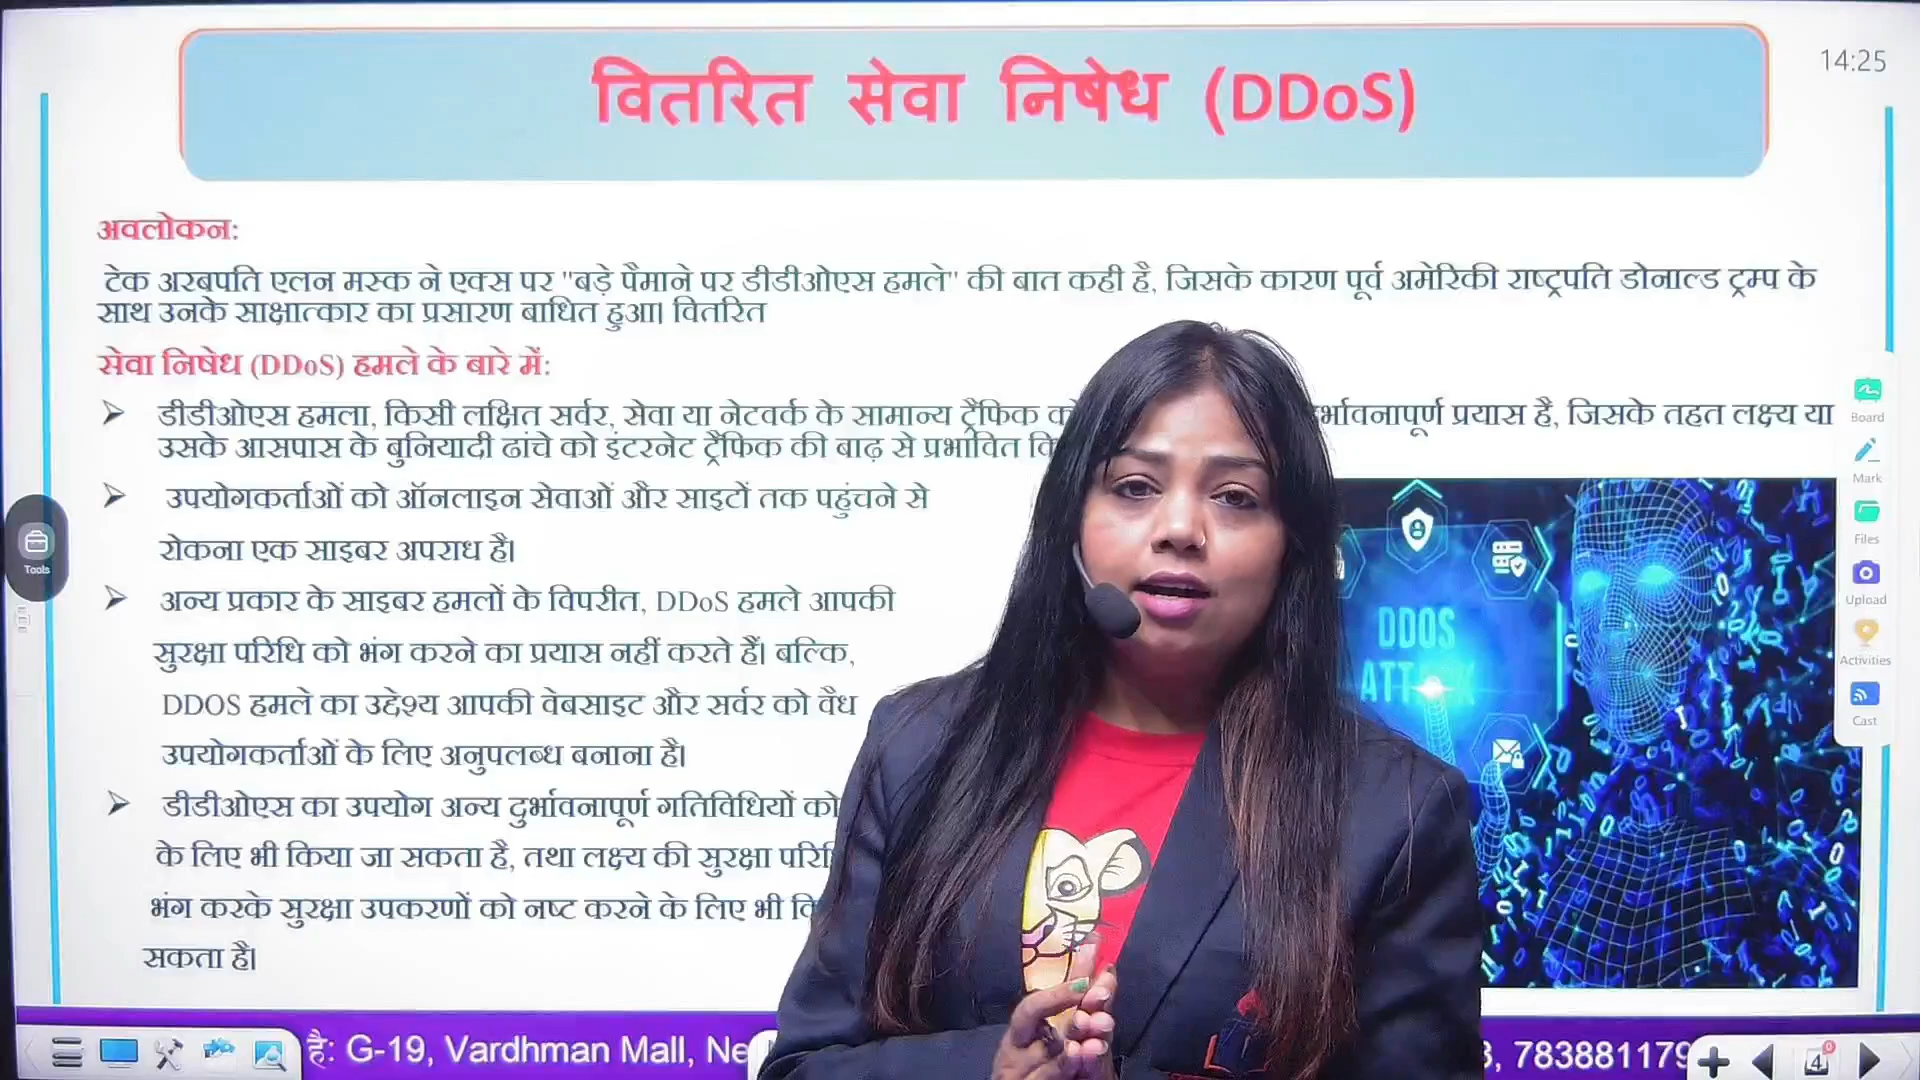 वितरित सेवा निषेध (DDoS)
14:25
अवलोकन:
टेक अरबपति एलन मस्क ने एक्स पर "बड़े पैमाने पर डीडीओएस हमले" की बात कही है, जिसके कारण पूर्व अमेरिकी राष्ट्रपति डोनाल्ड ट्रम्प के
साथ उनके साक्षात्कार का प्रसारण बाधित हुआ। वितरित
सेवा निषेध (DDoS) हमले के बारे में:
डीडीओएस हमला, किसी लक्षित सर्वर, सेवा या नेटवर्क के सामान्य ट्रैफिक प्रयास है, जिसके तहत लक्ष्य या
उसके आसपास के बुनियादी ढांचे को इंटरनेट ट्रैफिक की बाढ़ से प्रभावित
उपयोगकर्ताओं को ऑनलाइन सेवाओं और साइटों तक पहुंचने से
रोकना एक साइबर अपराध है।
अन्य प्रकार के साइबर हमलों के विपरीत, DDoS हमले आपकी
सुरक्षा परिधि को भंग करने का प्रयास नहीं करते हैं। बल्कि,
DDOS हमले का उद्देश्य आपकी वेबसाइट और सर्वर को वैध
उपयोगकर्ताओं के लिए अनुपलब्ध बनाना है।
डीडीओएस का उपयोग अन्य दुर्भावनापूर्ण गतिविधियों को
के लिए भी किया जा सकता है, तथा लक्ष्य की सुरक्षा
भंग करके सुरक्षा उपकरणों को नष्ट करने के लिए भी
सकता है।
DDOS
Board
Mark
Files
Upload
Activities
Cast
Tools
है: G-19, Vardhman Mall,
4
0